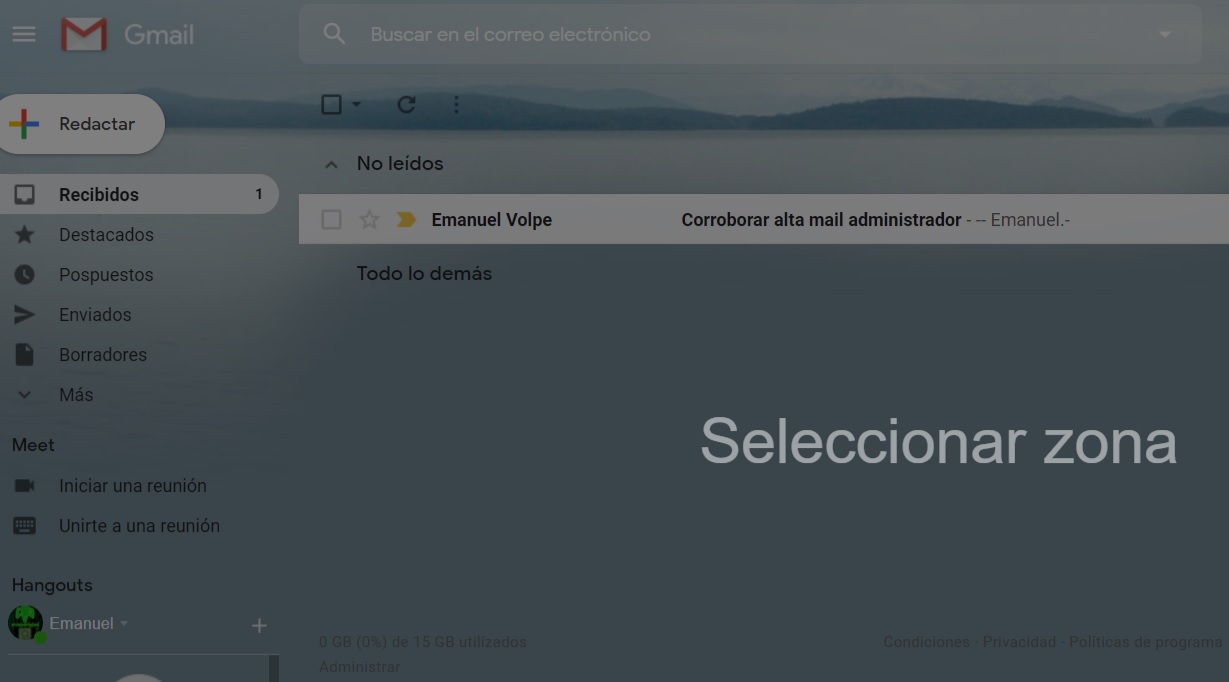 Gmail
Buscar en el correo electrónico
Redactar
No leídos
Recibidos 1
Emanuel Volpe Corroborar alta mail administrador - -- Emanuel.-
Destacados
Todo lo demás
Pospuestos
Enviados
Borradores
Más
Seleccionar zona
Meet
Iniciar una reunión
Unirte a una reunión
Hangouts
Emanuel
0 GB (0%) de 15 GB utilizados
Administrar
Condiciones · Privacidad · Políticas de programa